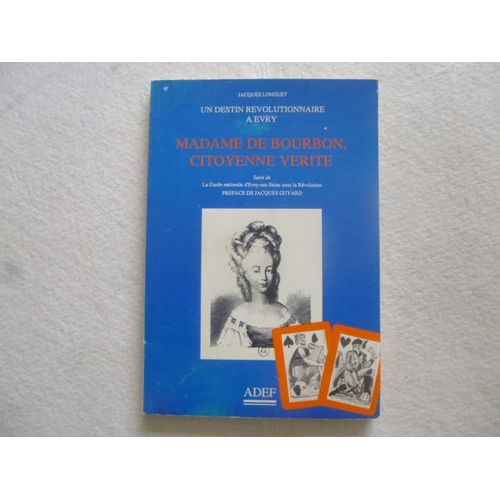 JACQUES LONGUET
UN DESTIN REVOLUTIONNAIRE
A EVRY
MADAME DE BOURBON,
CITOYENNE VERITE
Suivi de
La Garde nationale d'Evry-sur-Seine sous la Révolution
PREFACE DE JACQUES GUYARD
ADEF